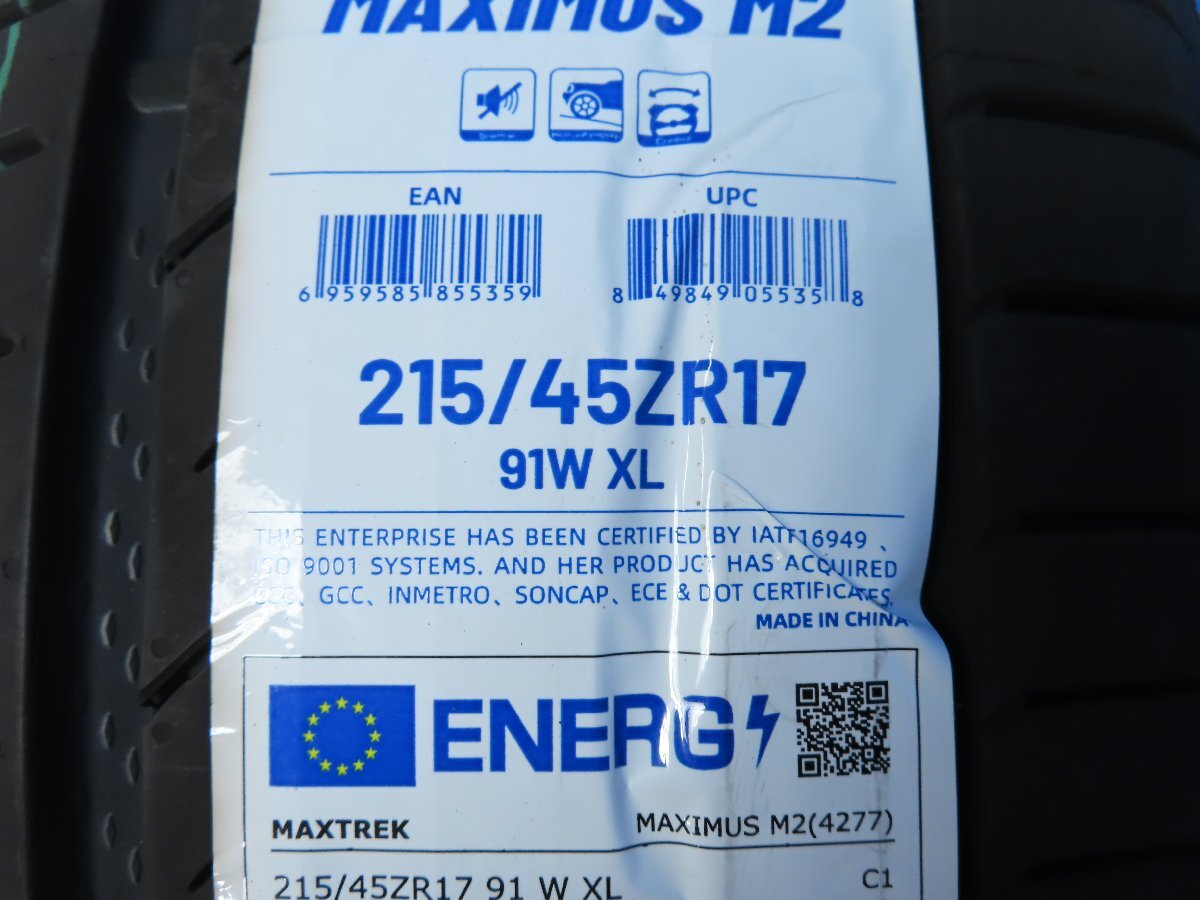 MAXIMUS M2
EAN UPC
6 959585 855359 8 49849 05535 8
215/45ZR17
91W XL
THIS ENTERPRISE HAS BEEN CERTIFIED BY IATF16949 、
ISO 9001 SYSTEMS. AND HER PRODUCT HAS ACQUIRED
GCC、INMETRO、SONCAP、ECE & DOT CERTIFICATES.
MADE IN CHINA
ENERG
MAXTREK MAXIMUS M2(4277)
215/45ZR17 91 W XL C1